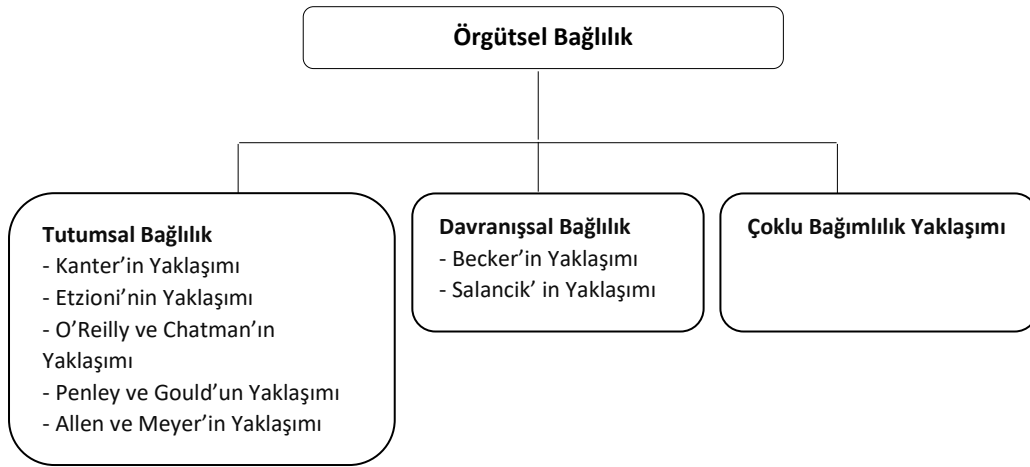 Örgütsel Bağlılık
Tutumsal Bağlılık
- Kanter’in Yaklaşımı
- Etzioni’nin Yaklaşımı
- O’Reilly ve Chatman’ın
Yaklaşımı
- Penley ve Gould’un Yaklaşımı
- Allen ve Meyer’in Yaklaşımı
Davranışsal Bağlılık
- Becker’in Yaklaşımı
- Salancik’ in Yaklaşımı
Çoklu Bağımlılık Yaklaşımı